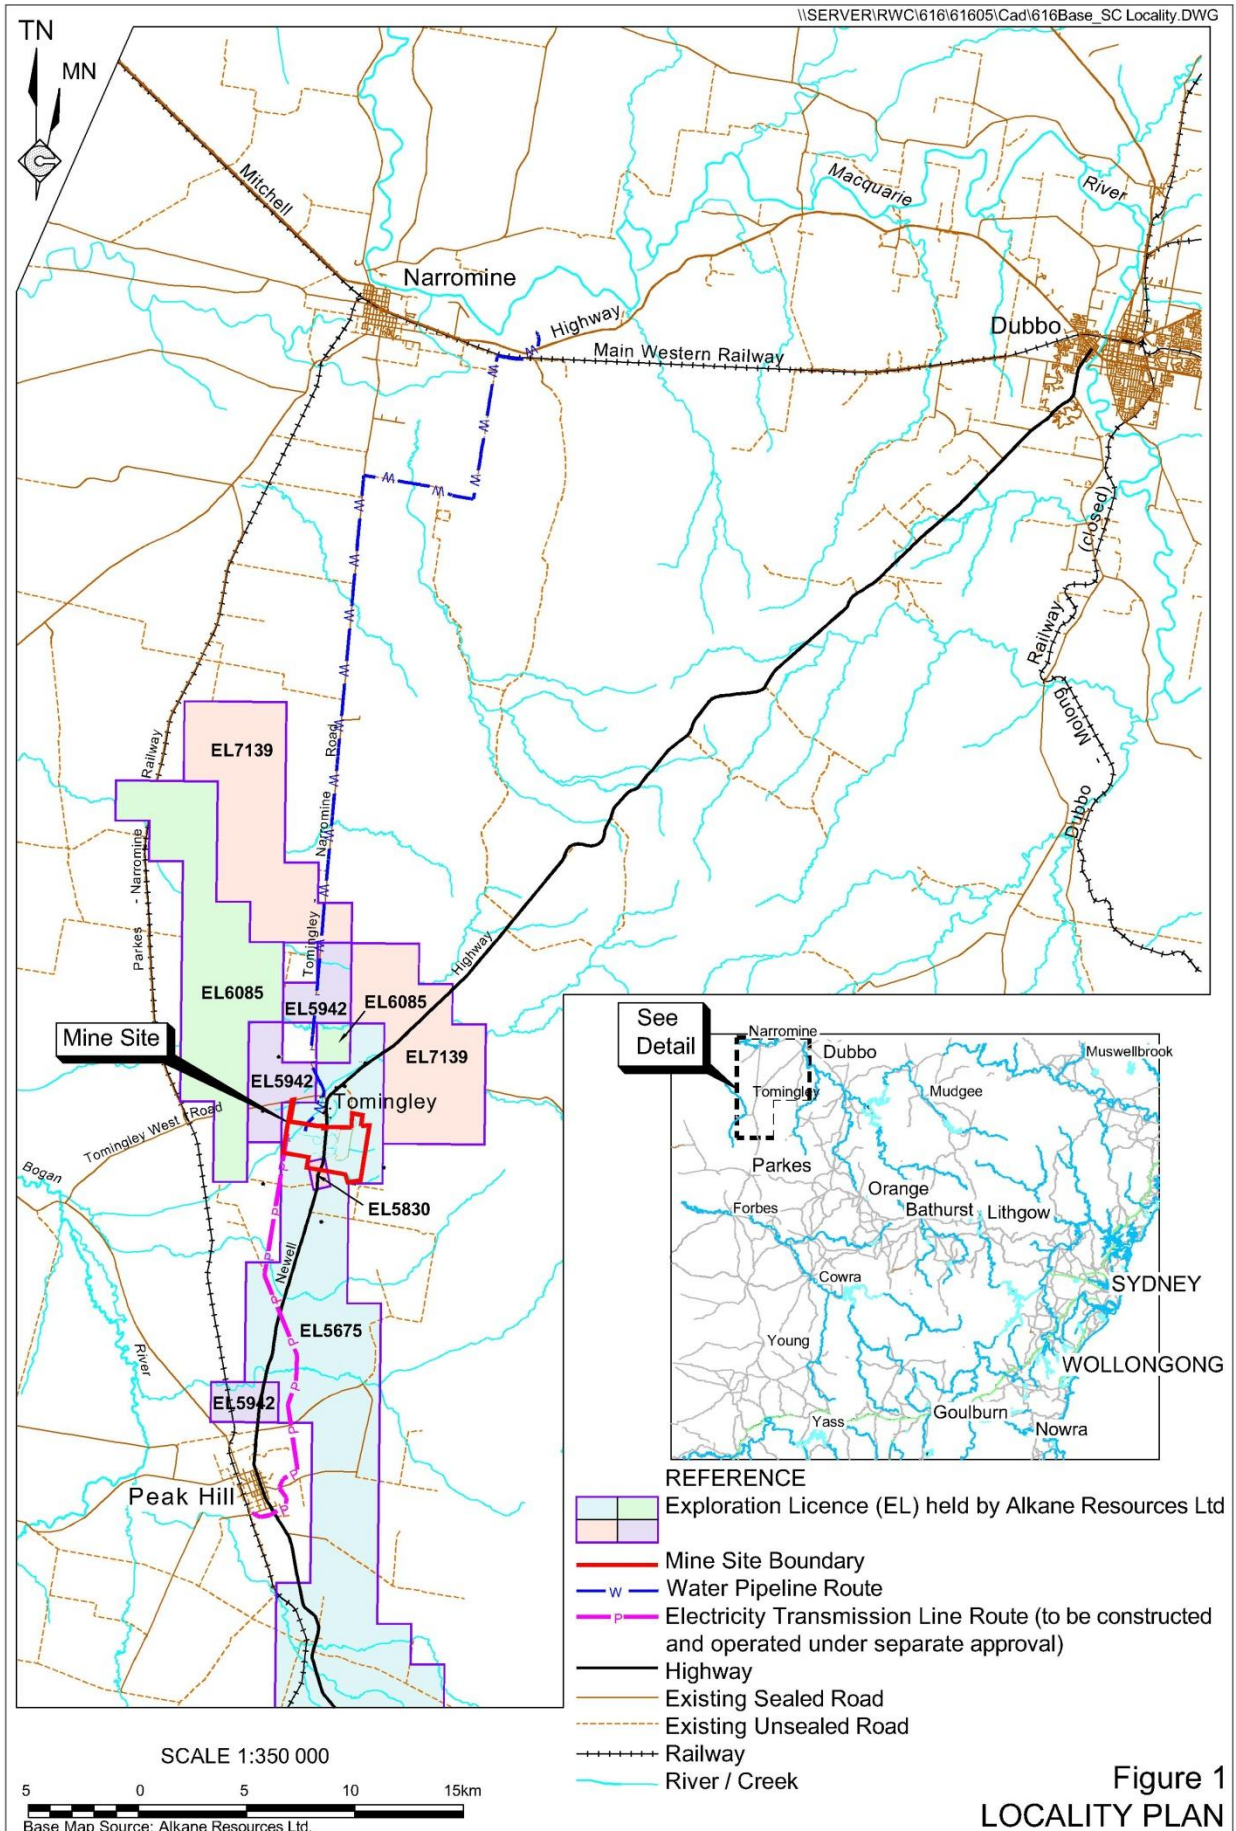 \\SERVER\RWC\616\61605\Cad\616Base_SC Locality.DWG
TN
MN
Mitchell
Macquarie
River
Narromine
Highway
Dubbo
Main Western Railway
W
W
W
W
W
W
W
W
W
W
W
W
W
(closed)
Railway
Molong -
Dubbo
EL7139
Railway
Road
Narromine
Tomingley -
Parkes - Narromine
Highway
EL6085
EL5942
EL6085
EL7139
Mine Site
EL5942
W
Tomingley
Tomingley West Road
Bogan
River
P
P
P
P
P
P
P
P
P
EL5830
Newell
EL5675
EL5942
Peak Hill
See
Detail
Narromine
Dubbo
Muswellbrook
Tomingley
Mudgee
Parkes
Orange
Forbes
Bathurst
Lithgow
Cowra
SYDNEY
Young
WOLLONGONG
Yass
Goulburn
Nowra
REFERENCE
Exploration Licence (EL) held by Alkane Resources Ltd
Mine Site Boundary
W Water Pipeline Route
P Electricity Transmission Line Route (to be constructed
and operated under separate approval)
Highway
Existing Sealed Road
Existing Unsealed Road
Railway
River / Creek
SCALE 1:350 000
5 0 5 10 15km
Base Map Source: Alkane Resources Ltd.
Figure 1
LOCALITY PLAN